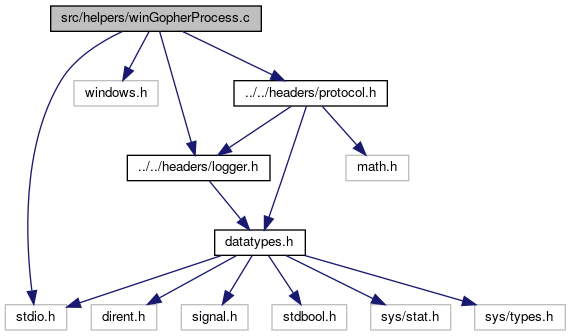 src/helpers/winGopherProcess.c
windows.h
../../headers/protocol.h
../../headers/logger.h
math.h
datatypes.h
stdio.h
dirent.h
signal.h
stdbool.h
sys/stat.h
sys/types.h